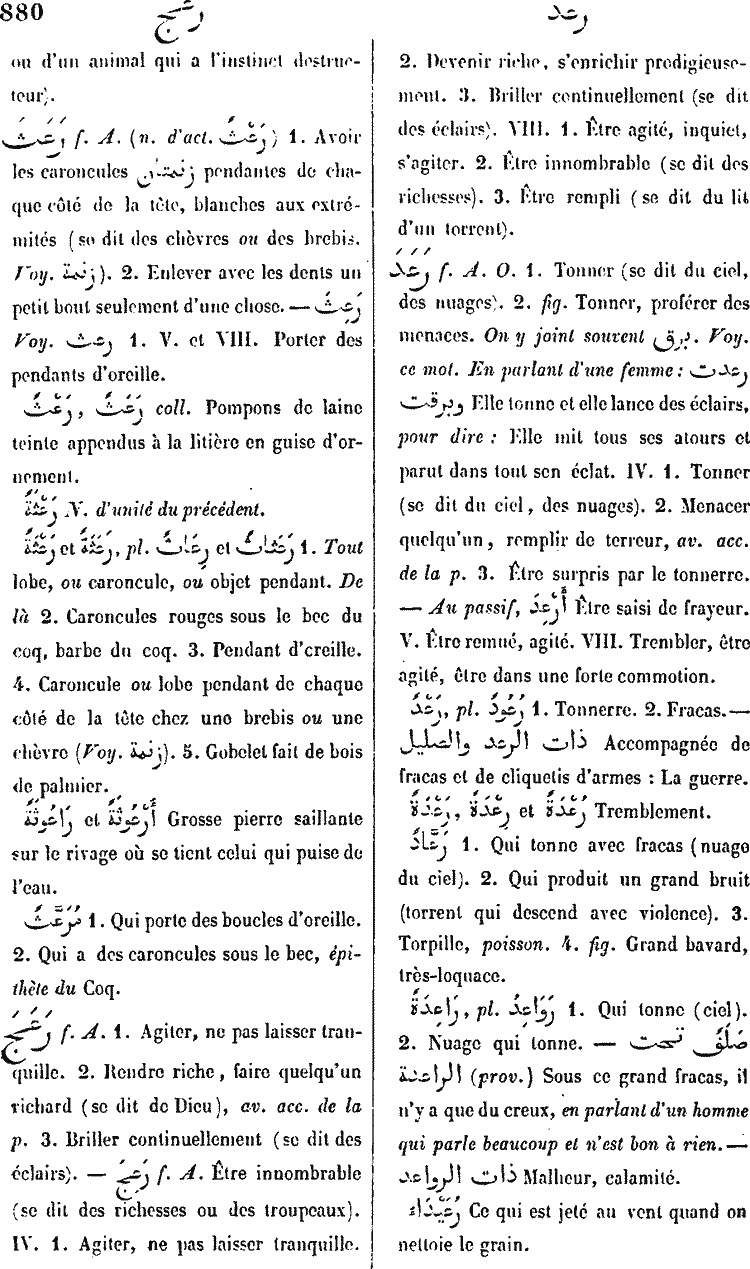 880
رعج
رعد
ou d'un animal qui a l'instinct destruc-
teur).
رَعَثَ f. A. (n. d'act. رَعْثٌ) 1. Avoir
les caroncules زنمتان pendantes de cha-
que côté de la tête, blanches aux extré-
mités (se dit des chèvres ou des brebis.
Voy. زنمة). 2. Enlever avec les dents un
petit bout seulement d'une chose. — رَعِثَ
Voy. رعث 1. V. et VIII. Porter des
pendants d'oreille.
رَعْثٌ, رَعَثٌ coll. Pompons de laine
teinte appendus à la litière en guise d'or-
nement.
رَعْثَةٌ N. d'unité du précédent.
رَعْثَةٌ et رَعَثَةٌ, pl. رِعَاثٌ et رَعَثَاتٌ 1. Tout
lobe, ou caroncule, ou objet pendant. De
là 2. Caroncules rouges sous le bec du
coq, barbe du coq. 3. Pendant d'oreille.
4. Caroncule ou lobe pendant de chaque
côté de la tête chez une brebis ou une
chèvre (Voy. زنمة). 5. Gobelet fait de bois
de palmier.
رَاعُوثَةٌ et أَرْعُوثَةٌ Grosse pierre saillante
sur le rivage où se tient celui qui puise de
l'eau.
مُرَعَّثٌ 1. Qui porte des boucles d'oreille.
2. Qui a des caroncules sous le bec, épi-
thète du Coq.
رَعَجَ f. A. 1. Agiter, ne pas laisser tran-
quille. 2. Rendre riche, faire quelqu'un
richard (se dit de Dieu), av. acc. de la
p. 3. Briller continuellement (se dit des
éclairs). — رَعِجَ f. A. Être innombrable
(se dit des richesses ou des troupeaux).
IV. 1. Agiter, ne pas laisser tranquille.
2. Devenir riche, s'enrichir prodigieuse-
ment. 3. Briller continuellement (se dit
des éclairs). VIII. 1. Être agité, inquiet,
s'agiter. 2. Être innombrable (se dit des
richesses). 3. Être rempli (se dit du lit
d'un torrent).
رَعَدَ f. A. O. 1. Tonner (se dit du ciel,
des nuages). 2. fig. Tonner, proférer des
menaces. On y joint souvent برق. Voy.
ce mot. En parlant d'une femme : رعدت
وبرقت Elle tonne et elle lance des éclairs,
pour dire : Elle mit tous ses atours et
parut dans tout son éclat. IV. 1. Tonner
(se dit du ciel, des nuages). 2. Menacer
quelqu'un, remplir de terreur, av. acc.
de la p. 3. Être surpris par le tonnerre.
— Au passif, أُرْعِدَ Être saisi de frayeur.
V. Être remué, agité. VIII. Trembler, être
agité, être dans une forte commotion.
رَعْدٌ, pl. رُعُودٌ 1. Tonnerre. 2. Fracas. —
ذات الرعد والصليل Accompagnée de
fracas et de cliquetis d'armes : La guerre.
رَعْدَةٌ, رِعْدَةٌ et رَعْدَةٌ Tremblement.
رَعَّادٌ 1. Qui tonne avec fracas (nuage
du ciel). 2. Qui produit un grand bruit
(torrent qui descend avec violence). 3.
Torpille, poisson. 4. fig. Grand bavard,
très-loquace.
رَاعِدَةٌ, pl. رَوَاعِدُ 1. Qui tonne (ciel).
2. Nuage qui tonne. — صَلَفٌ تحت
الراعدة (prov.) Sous ce grand fracas, il
n'y a que du creux, en parlant d'un homme
qui parle beaucoup et n'est bon à rien. —
ذات الرواعد Malheur, calamité.
رُعَيْدَاءُ Ce qui est jeté au vent quand on
nettoie le grain.